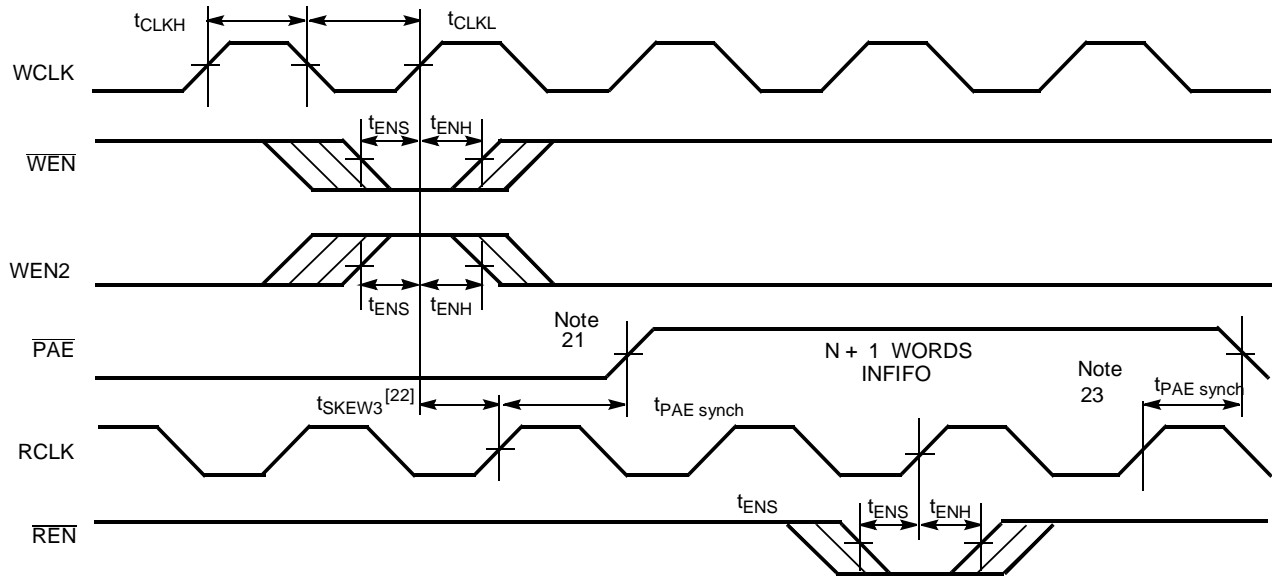 tCLKH
tCLKL
WCLK
tENS
tENH
WEN
WEN2
tENS
tENH
Note
21
PAE
N + 1 WORDS
INFIFO
Note
23
tSKEW3[22]
tPAE synch
tPAE synch
RCLK
tENS
tENS
tENH
REN